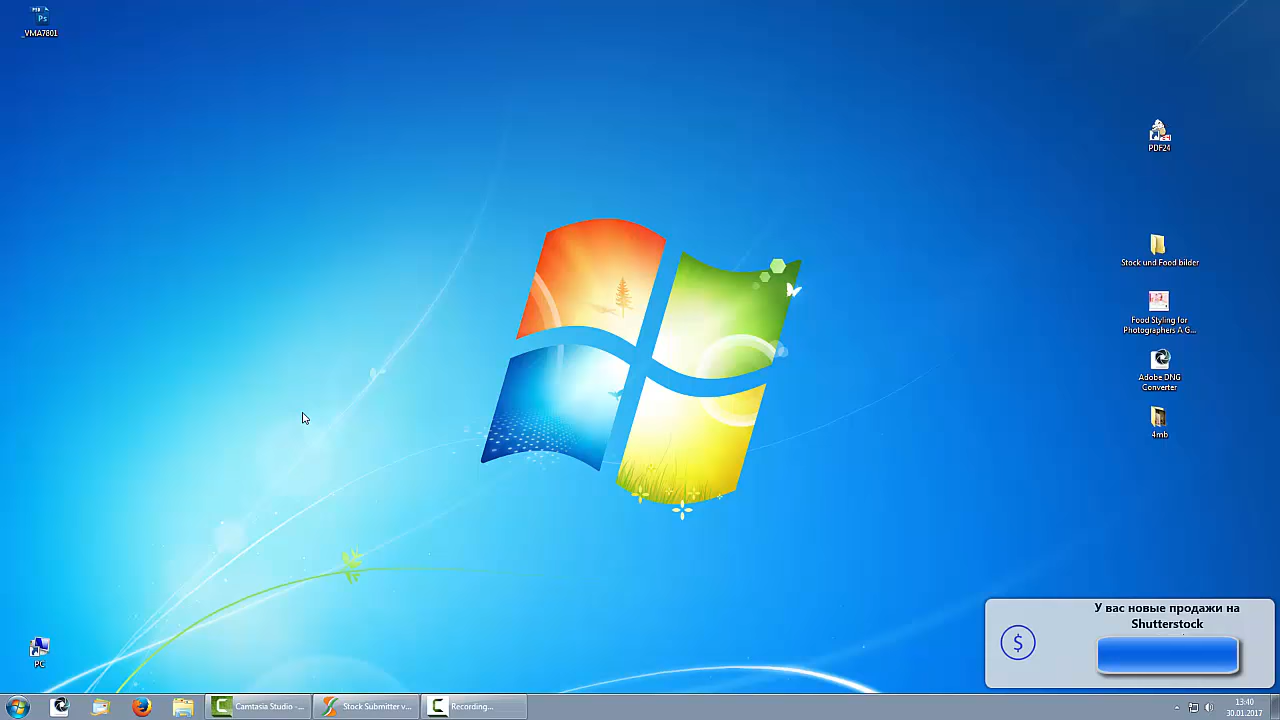 _VMA7801
PDF24
Stock und Food bilder
Food Styling for
Photographers A G...
Adobe DNG
Converter
4mb
У вас новые продажи на
Shutterstock
$
PC
Camtasia Studio -...
Stock Submitter v...
Recording...
13:40
30.01.2017